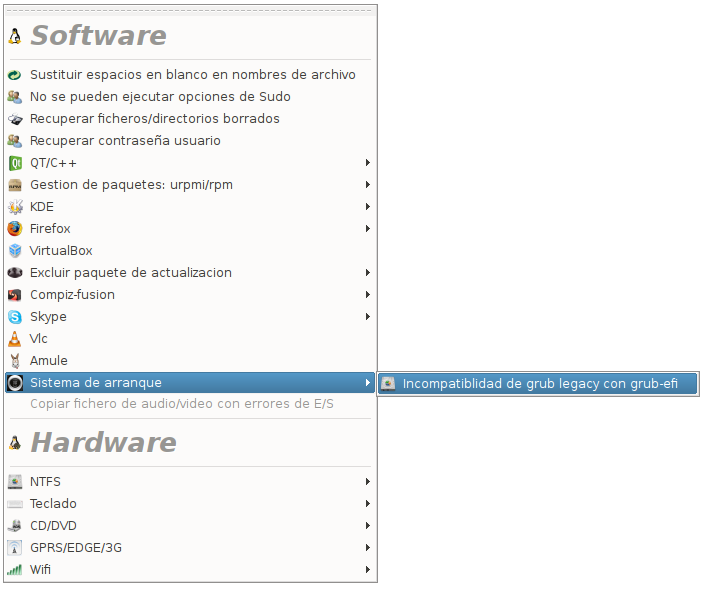 Software
Sustituir espacios en blanco en nombres de archivo
No se pueden ejecutar opciones de Sudo
Recuperar ficheros/directorios borrados
Recuperar contraseña usuario
QT/C++
Gestion de paquetes: urpmi/rpm
KDE
Firefox
VirtualBox
Excluir paquete de actualizacion
Compiz-fusion
Skype
Vlc
Amule
Sistema de arranque
Incompatiblidad de grub legacy con grub-efi
Copiar fichero de audio/video con errores de E/S
Hardware
NTFS
Teclado
CD/DVD
GPRS/EDGE/3G
Wifi